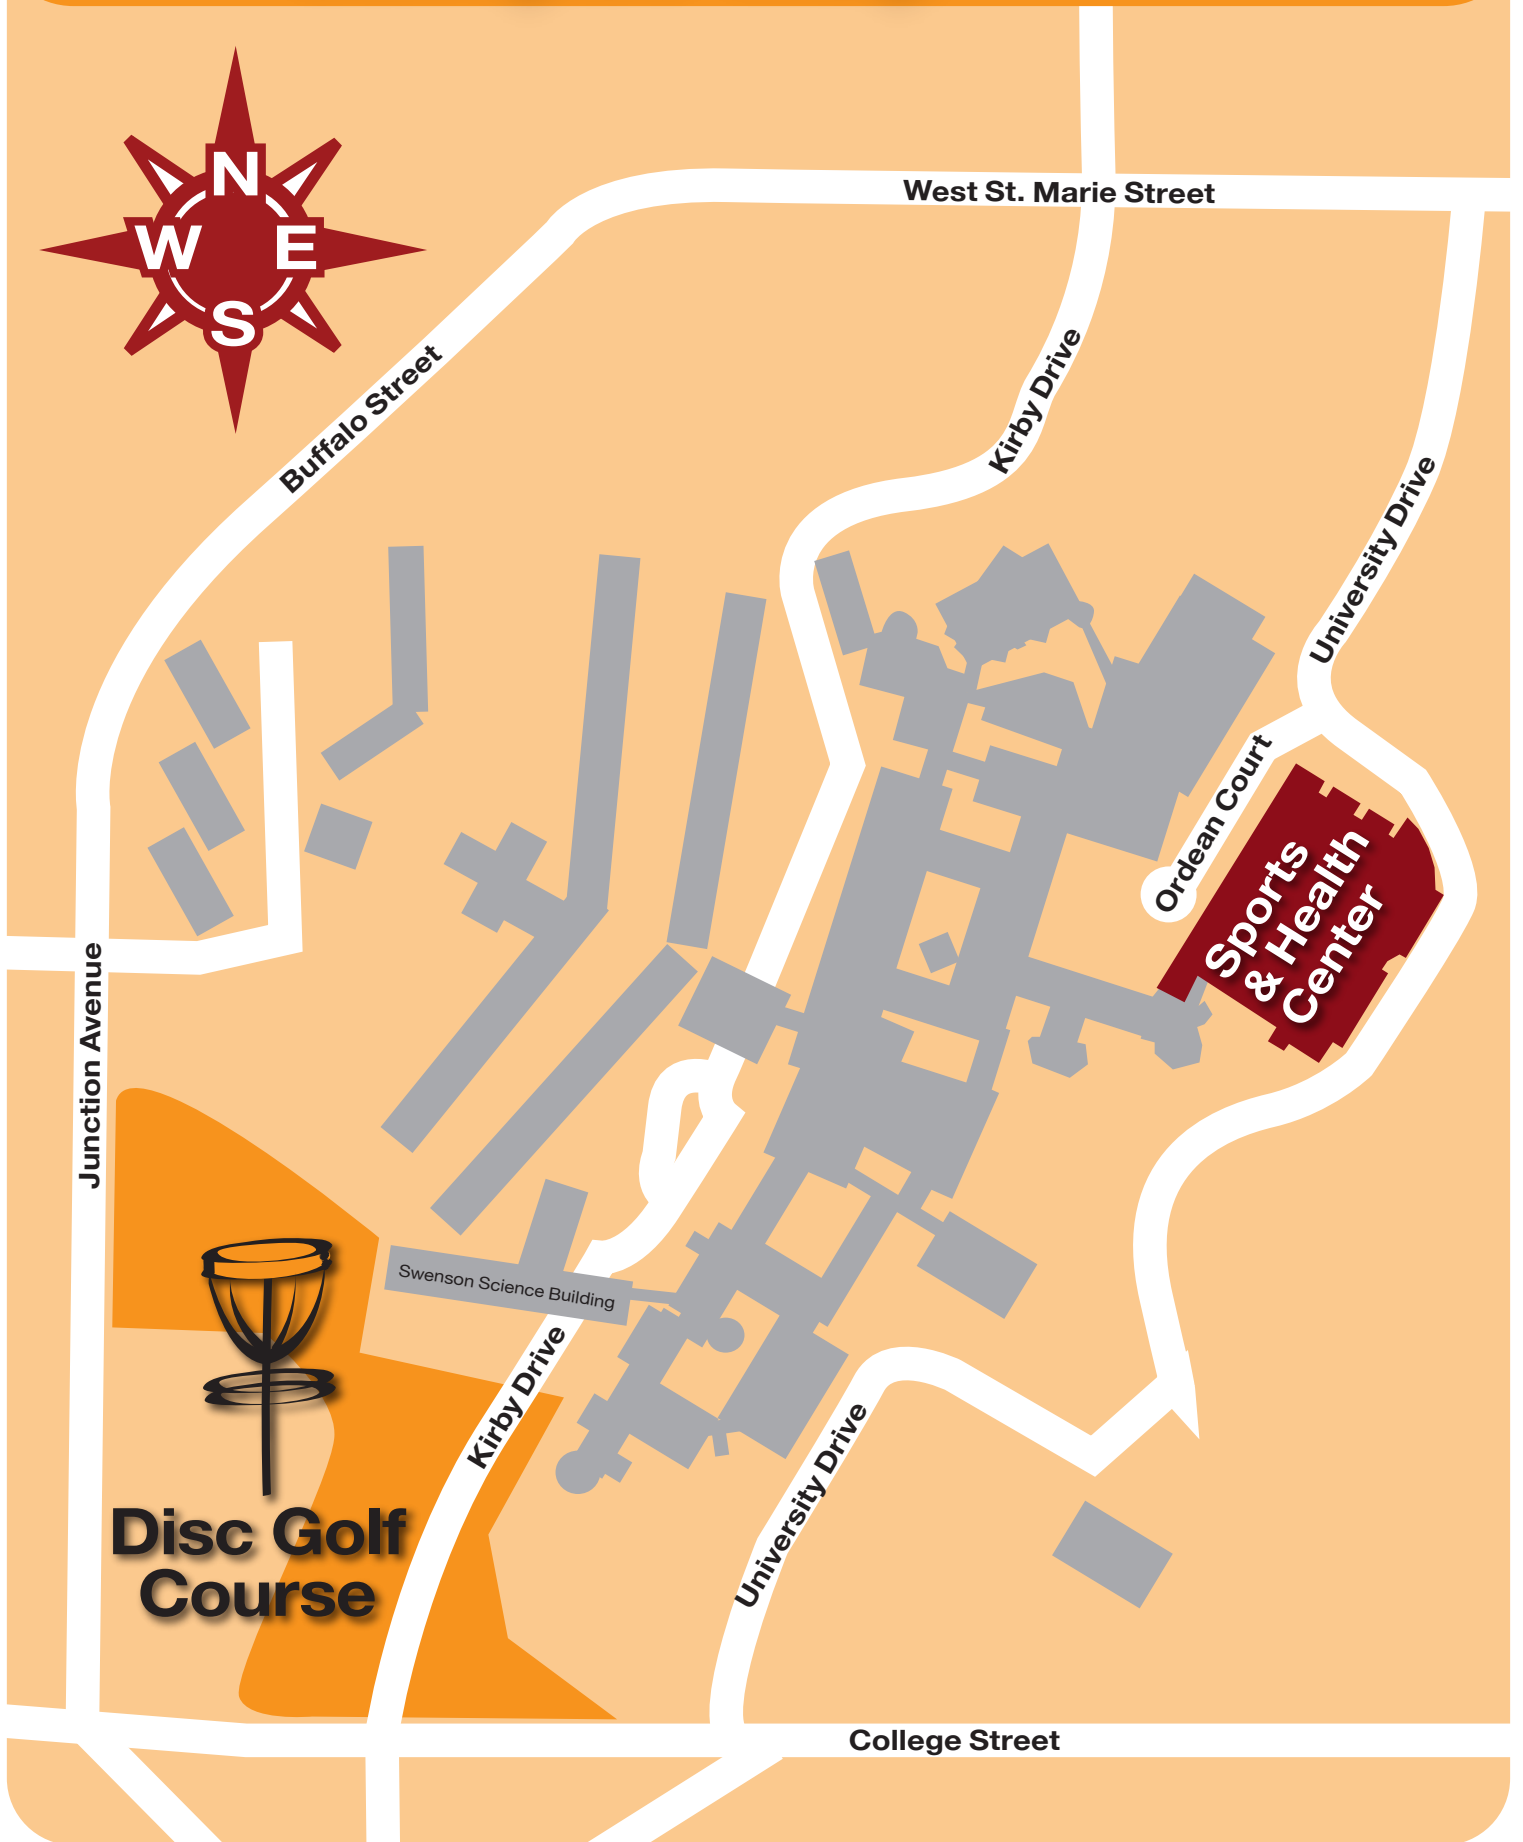 N
W E
S
West St. Marie Street
Buffalo Street
Kirby Drive
University Drive
Ordean Court
Sports
& Health
Center
Junction Avenue
Swenson Science Building
Kirby Drive
University Drive
Disc Golf
Course
College Street